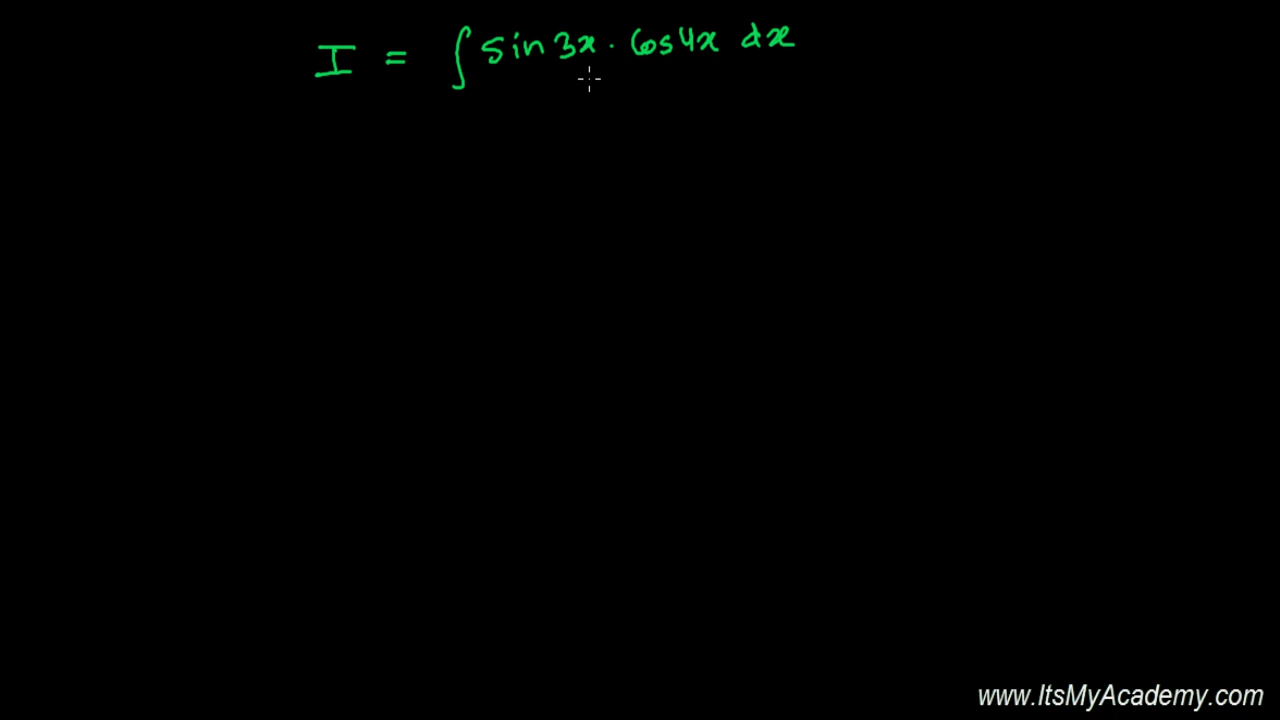 I = ∫ sin 3x · cos 4x dx
www.ItsMyAcademy.com